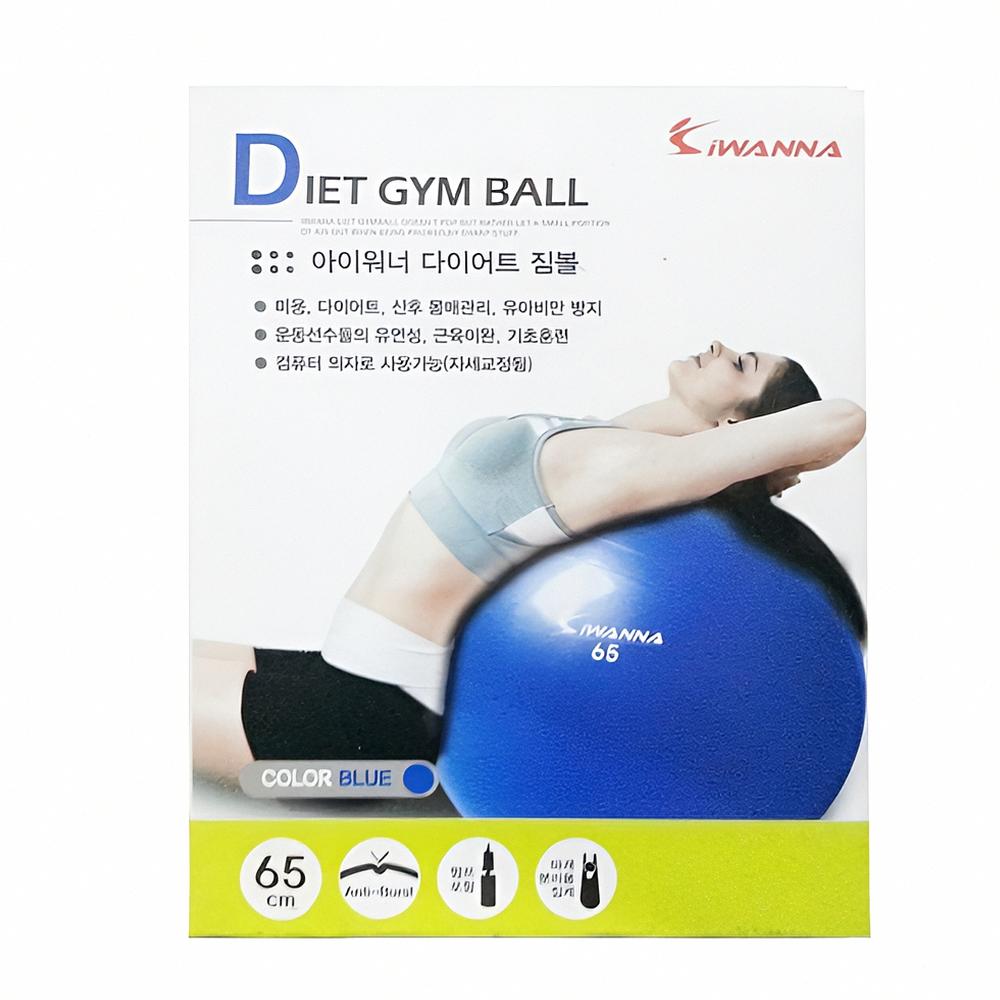 iWANNA
DIET GYM BALL
아이워너 다이어트 짐볼
미용, 다이어트, 산후 몸매관리, 유아비만 방지
운동선수들의 유연성, 근육이완, 기초훈련
컴퓨터 의자로 사용가능(자세교정됨)
iWANNA
65
COLOR BLUE
65
cm
Anti-Burst